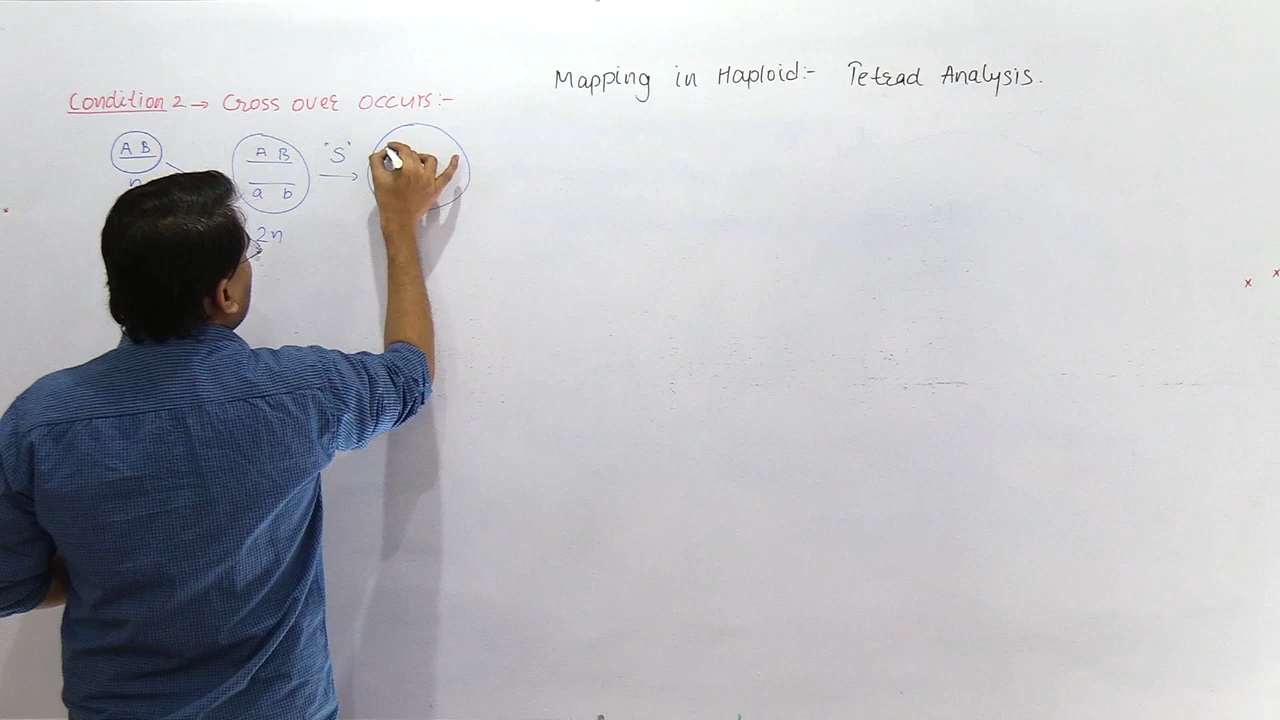 Mapping in Haploid:- Tetrad Analysis.
Condition 2 → Cross over occurs:-
A B
A B
"S"
a b
n
2n
x x